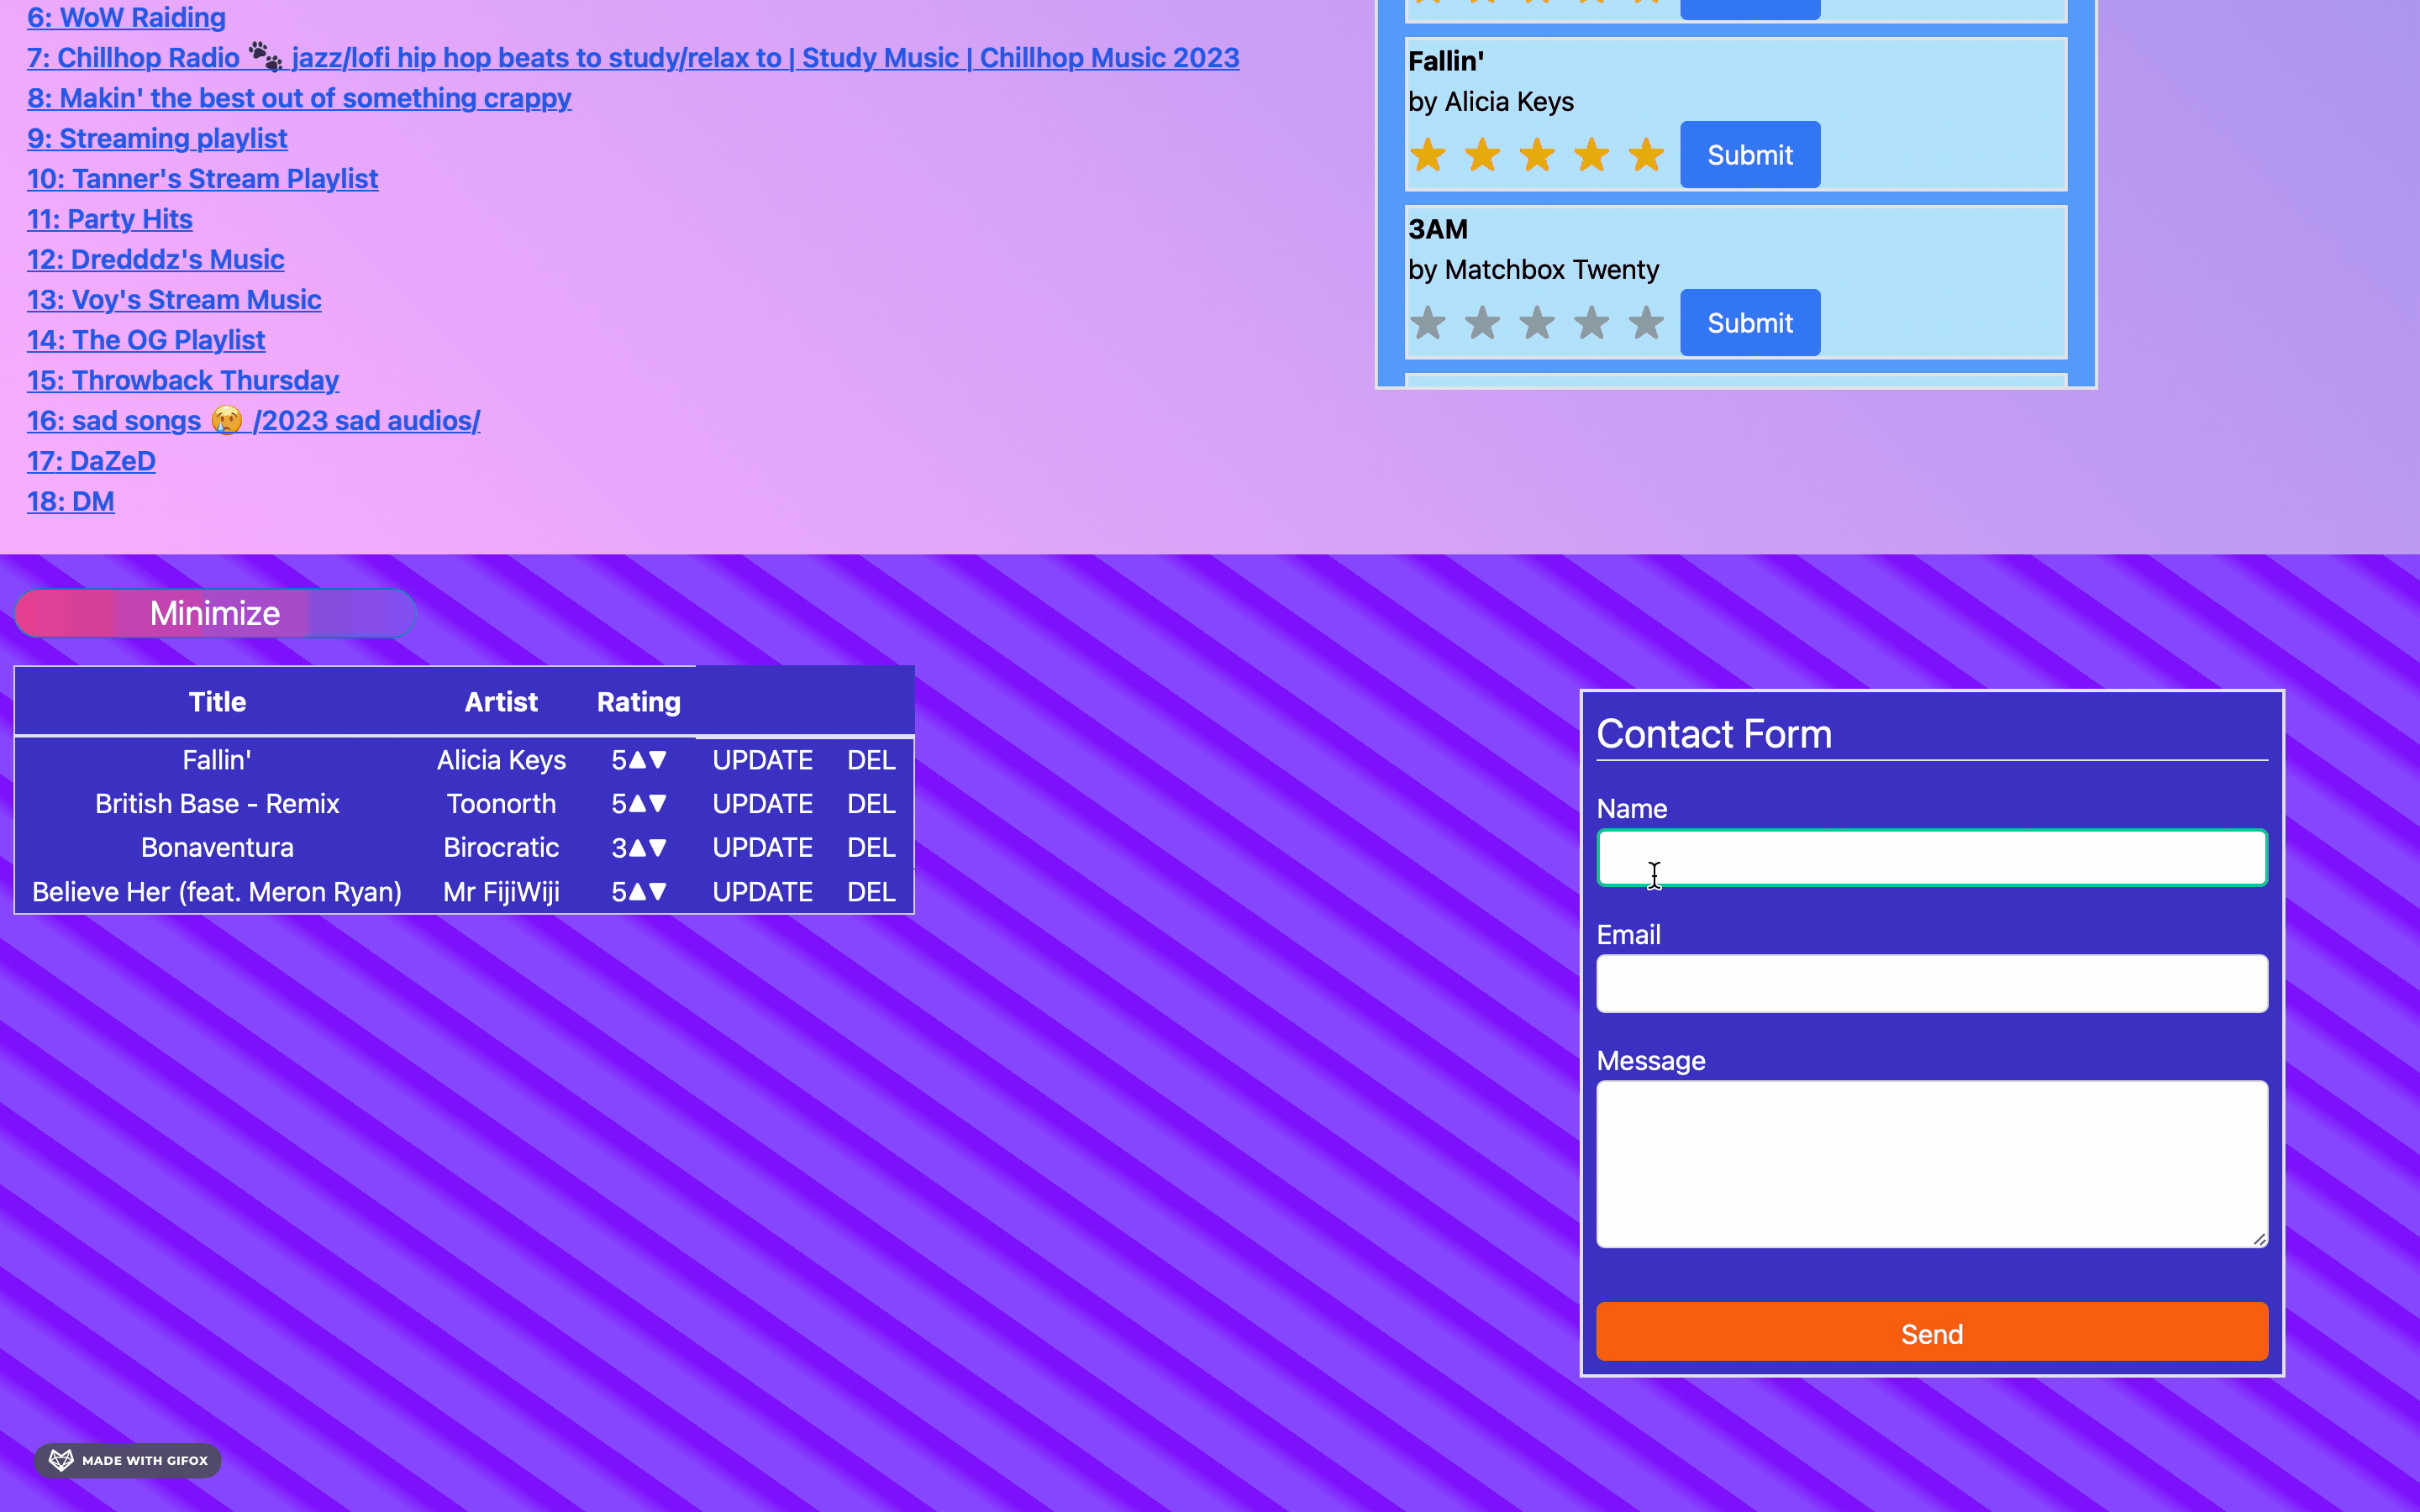 6: WoW Raiding
7: Chillhop Radio 🐾 jazz/lofi hip hop beats to study/relax to | Study Music | Chillhop Music 2023
8: Makin' the best out of something crappy
9: Streaming playlist
10: Tanner's Stream Playlist
11: Party Hits
12: Dredddz's Music
13: Voy's Stream Music
14: The OG Playlist
15: Throwback Thursday
16: sad songs 😢 /2023 sad audios/
17: DaZeD
18: DM
Fallin'
by Alicia Keys
★ ★ ★ ★ ★ Submit
3AM
by Matchbox Twenty
★ ★ ★ ★ ★ Submit
Minimize
Title Artist Rating
Fallin' Alicia Keys 5▲▼ UPDATE DEL
British Base - Remix Toonorth 5▲▼ UPDATE DEL
Bonaventura Birocratic 3▲▼ UPDATE DEL
Believe Her (feat. Meron Ryan) Mr FijiWiji 5▲▼ UPDATE DEL
Contact Form
Name
Email
Message
Send
MADE WITH GIFOX